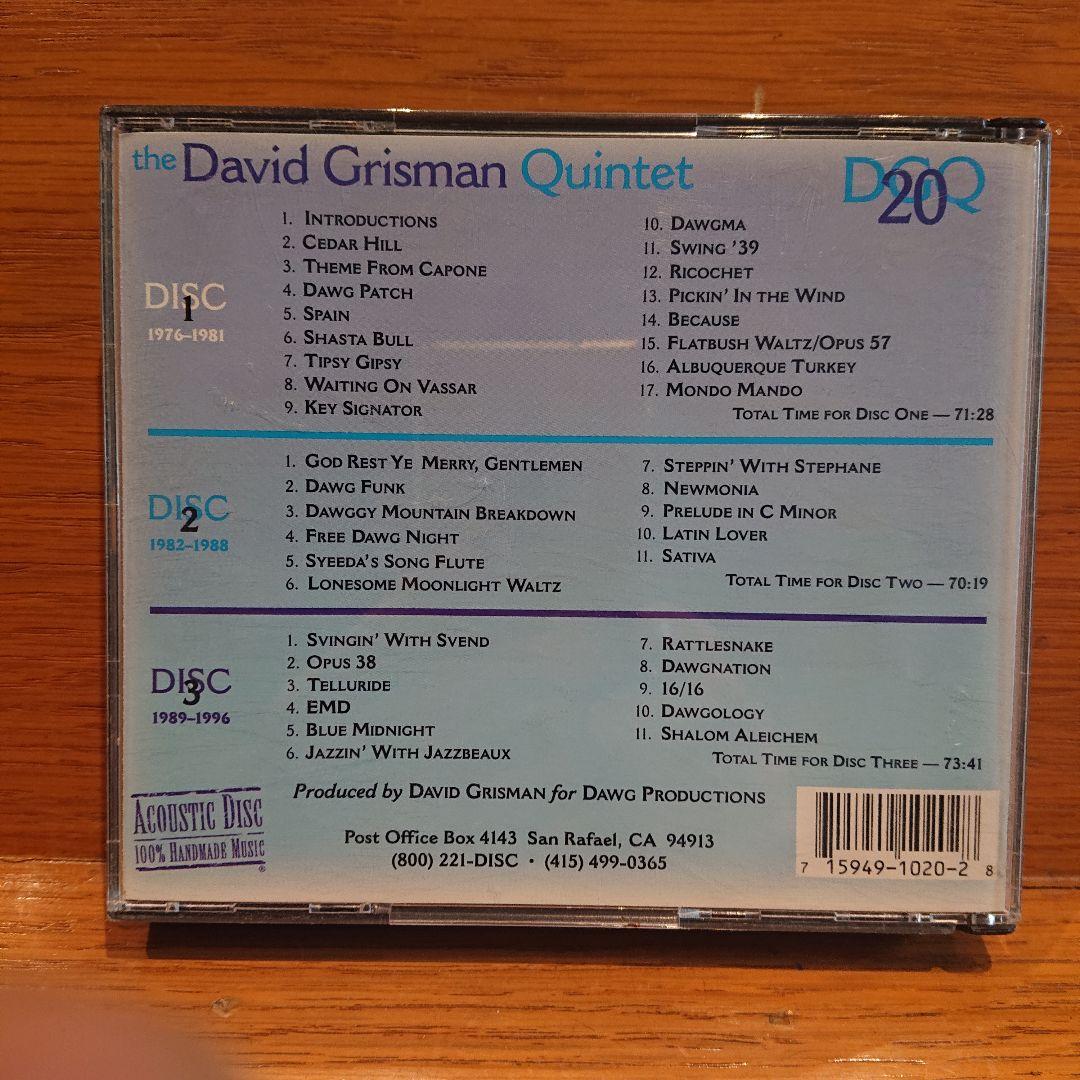 the David Grisman Quintet
DGQ
20
DISC
1
1976–1981
1. INTRODUCTIONS
2. CEDAR HILL
3. THEME FROM CAPONE
4. DAWG PATCH
5. SPAIN
6. SHASTA BULL
7. TIPSY GIPSY
8. WAITING ON VASSAR
9. KEY SIGNATOR
10. DAWGMA
11. SWING '39
12. RICOCHET
13. PICKIN' IN THE WIND
14. BECAUSE
15. FLATBUSH WALTZ/OPUS 57
16. ALBUQUERQUE TURKEY
17. MONDO MANDO
TOTAL TIME FOR DISC ONE — 71:28
DISC
2
1982–1988
1. GOD REST YE MERRY, GENTLEMEN
2. DAWG FUNK
3. DAWGGY MOUNTAIN BREAKDOWN
4. FREE DAWG NIGHT
5. SYEEDA'S SONG FLUTE
6. LONESOME MOONLIGHT WALTZ
7. STEPPIN' WITH STEPHANE
8. NEWMONIA
9. PRELUDE IN C MINOR
10. LATIN LOVER
11. SATIVA
TOTAL TIME FOR DISC TWO — 70:19
DISC
3
1989–1996
1. SVINGIN' WITH SVEND
2. OPUS 38
3. TELLURIDE
4. EMD
5. BLUE MIDNIGHT
6. JAZZIN' WITH JAZZBEAUX
7. RATTLESNAKE
8. DAWGNATION
9. 16/16
10. DAWGOLOGY
11. SHALOM ALEICHEM
TOTAL TIME FOR DISC THREE — 73:41
Produced by DAVID GRISMAN for DAWG PRODUCTIONS
ACOUSTIC DISC
100% HANDMADE MUSIC®
Post Office Box 4143 San Rafael, CA 94913
(800) 221-DISC • (415) 499-0365
7 15949-1020-2 8